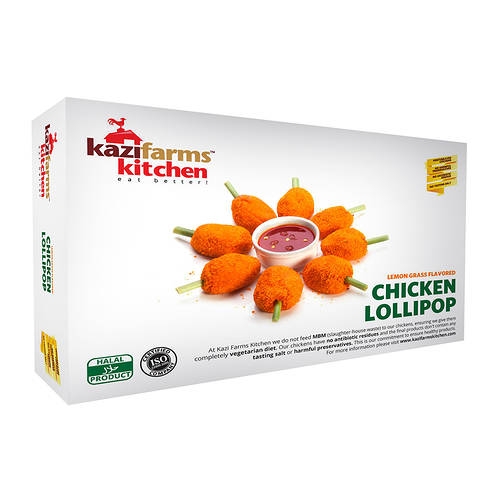 kazifarms™
kitchen
eat better!
LEMON GRASS FLAVORED
CHICKEN
LOLLIPOP
At Kazi Farms Kitchen we do not feed MBM (slaughter-house waste) to our chickens, ensuring we give them
completely vegetarian diet. Our chickens have no antibiotic residues and the final products don't contain any
tasting salt or harmful preservatives. This is our commitment to ensure healthy products.
For more information please visit www.kazifarmskitchen.com
HALAL
PRODUCT
CERTIFIED
ISO
COMPANY
CHICKEN
LOLLIPOP